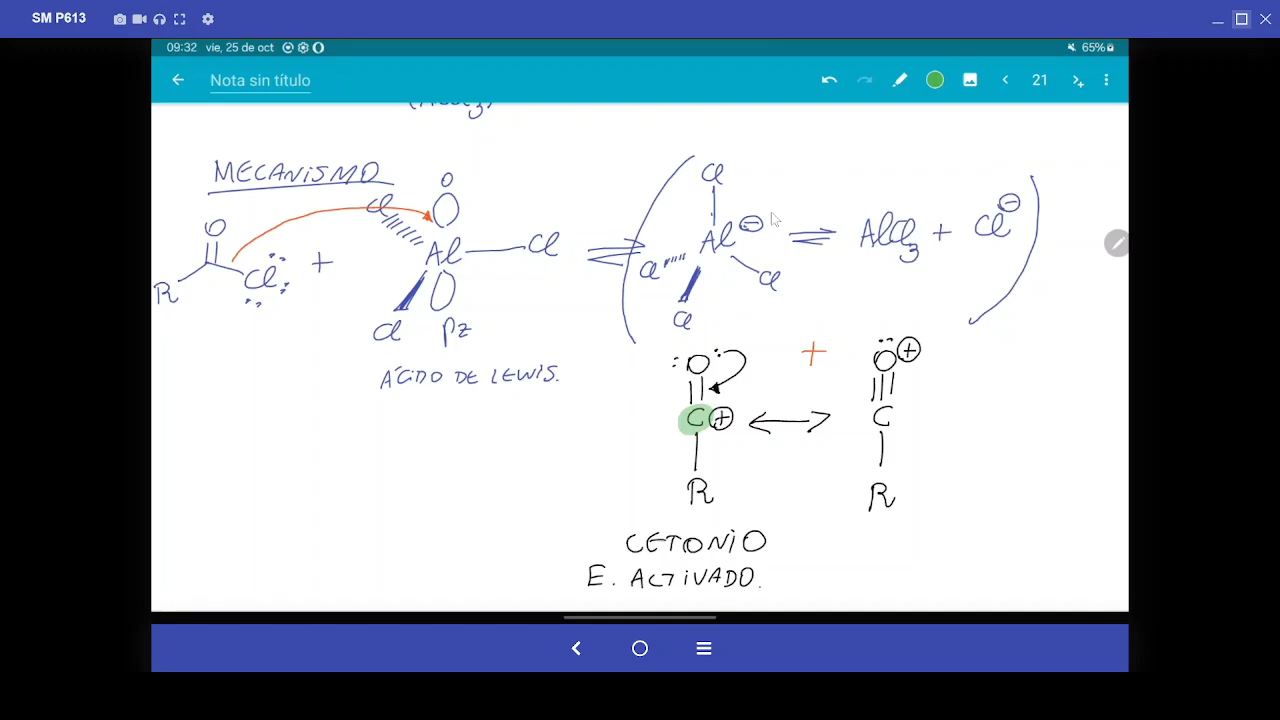 SM P613
09:32 vie, 25 de oct 65%
Nota sin título
21
MECANISMO
O
R Cl
+
Cl Al Cl Cl
Pz
ÁCIDO DE LEWIS.
Cl
Al ⊖
Cl Cl
Cl
AlCl3 + Cl ⊖
+
O
C ⊕
R
O ⊕
C
R
CETONIO
E. ACTIVADO.